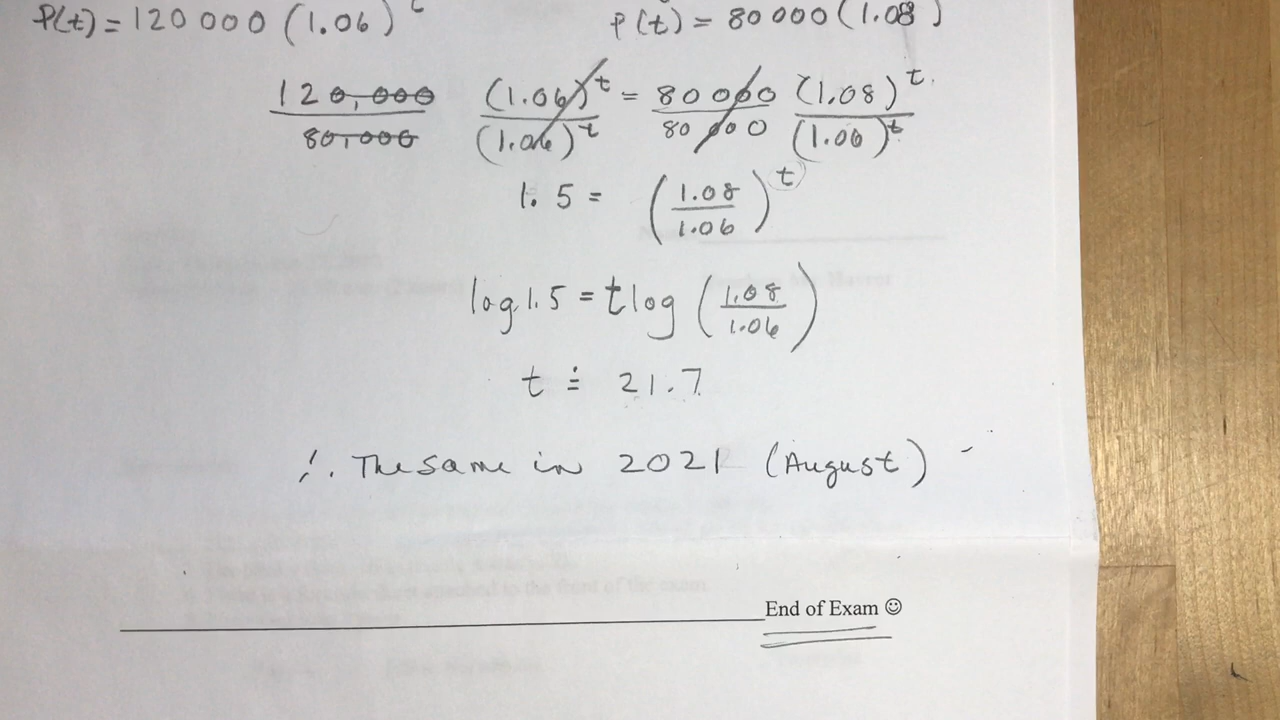 P(t) = 120 000 (1.06)^t P(t) = 80 000 (1.08)
120,000/80,000 (1.06)^t/(1.06)^t = 80 000/80 000 (1.08)^t/(1.06)^t
1.5 = (1.08/1.06)^t
log 1.5 = t log (1.08/1.06)
t ≐ 21.7
∴ The same in 2021 (August)
End of Exam ☺